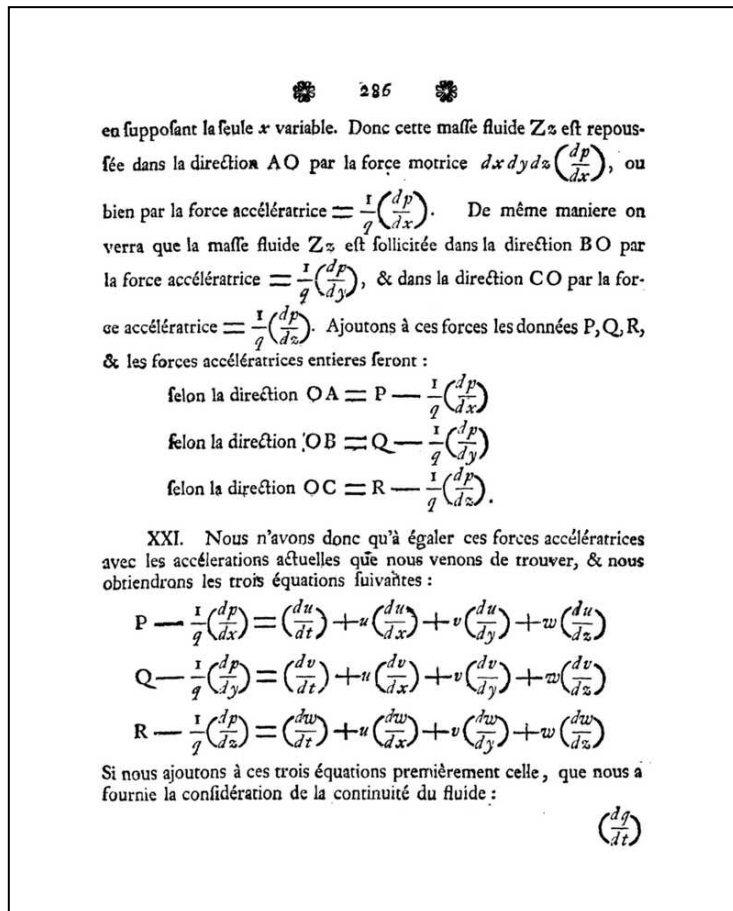 286
en ſuppoſant la ſeule x variable. Donc cette maſſe fluide Zz eſt repouſ-
ſée dans la direction AO par la force motrice dx dy dz (dp/dx), ou
bien par la force accélératrice = 1/q (dp/dx). De même maniere on
verra que la maſſe fluide Zz eſt ſollicitée dans la direction BO par
la force accélératrice = 1/q (dp/dy), & dans la direction CO par la for-
ce accélératrice = 1/q (dp/dz). Ajoutons à ces forces les données P, Q, R,
& les forces accélératrices entieres ſeront :
ſelon la direction OA = P — 1/q (dp/dx)
ſelon la direction OB = Q — 1/q (dp/dy)
ſelon la direction OC = R — 1/q (dp/dz).
XXI. Nous n'avons donc qu'à égaler ces forces accélératrices
avec les accélerations actuelles que nous venons de trouver, & nous
obtiendrons les trois équations ſuivantes :
P — 1/q (dp/dx) = (du/dt) + u (du/dx) + v (du/dy) + w (du/dz)
Q — 1/q (dp/dy) = (dv/dt) + u (dv/dx) + v (dv/dy) + w (dv/dz)
R — 1/q (dp/dz) = (dw/dt) + u (dw/dx) + v (dw/dy) + w (dw/dz)
Si nous ajoutons à ces trois équations premièrement celle, que nous a
fournie la conſidération de la continuité du fluide :
(dq/dt)